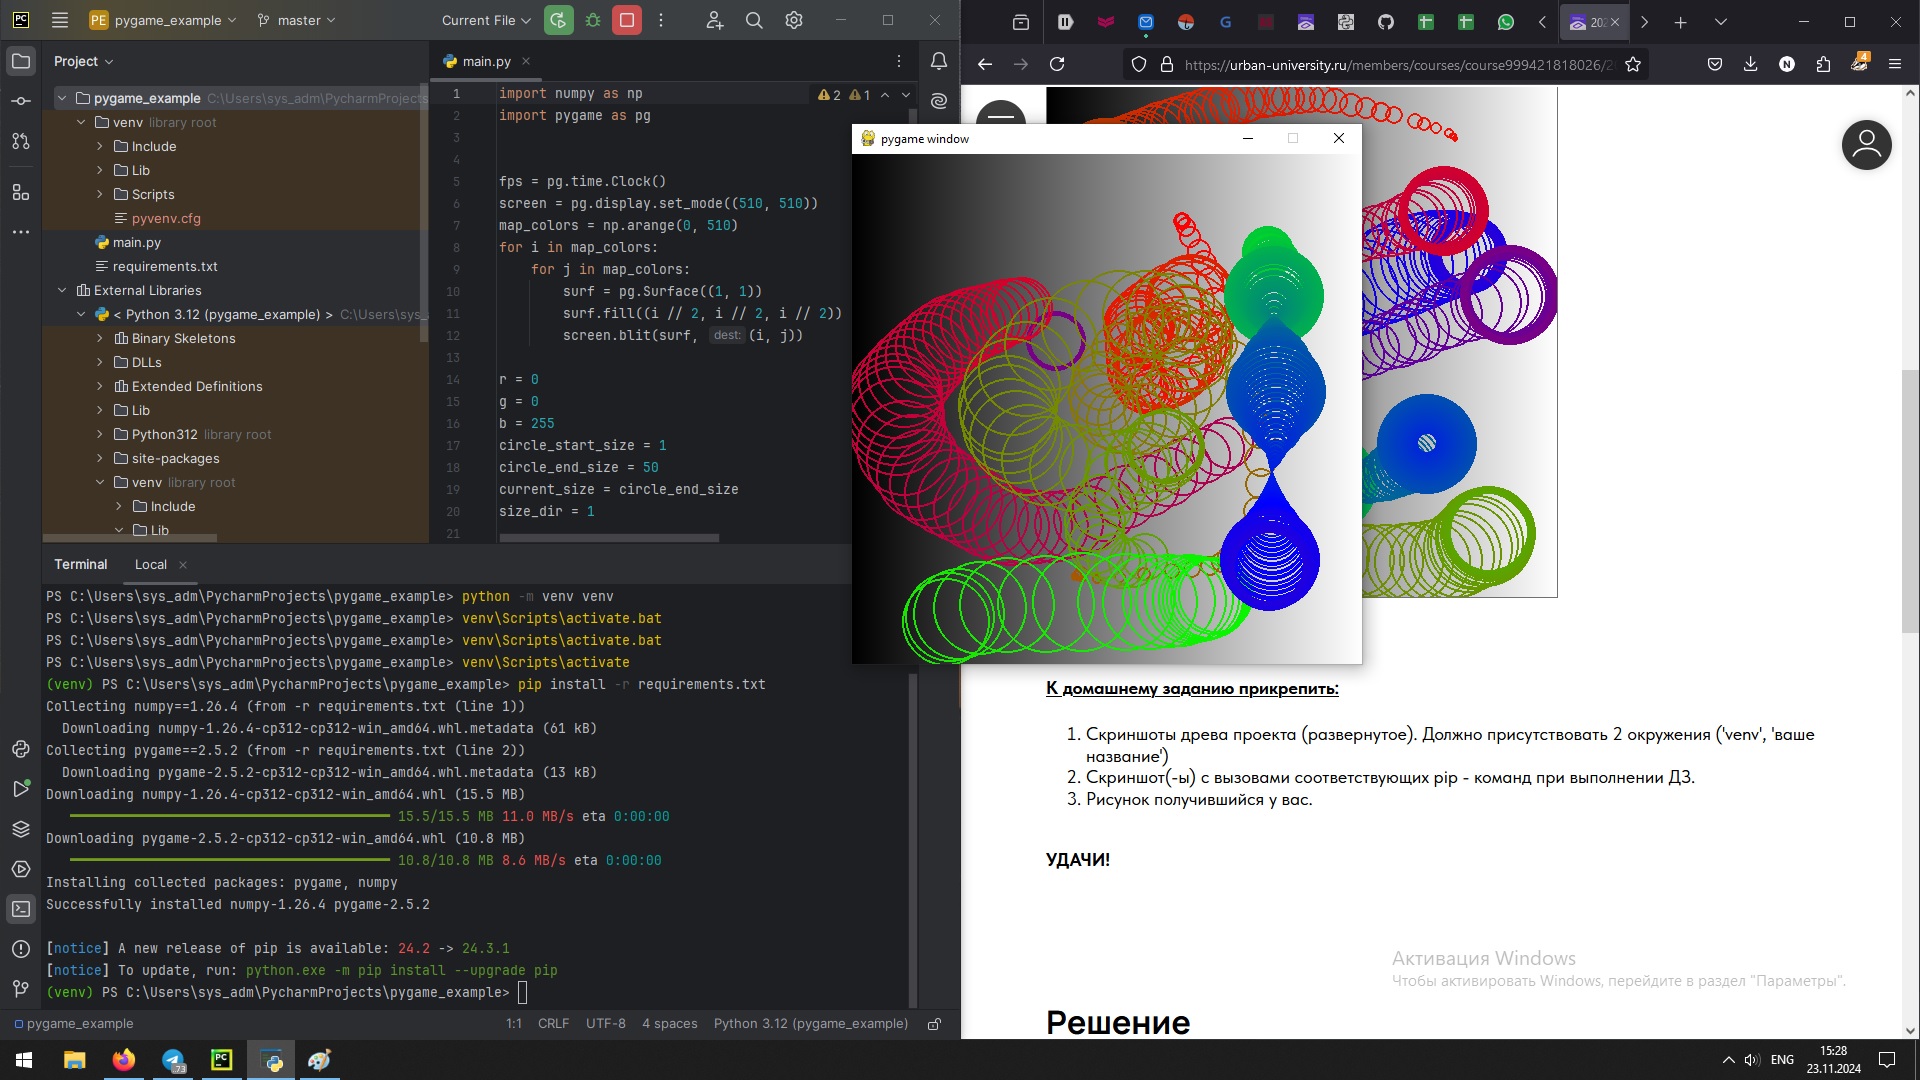 PC
PE pygame_example
master
Current File
Project
pygame_example C:\Users\sys_adm\PycharmProjects
venv library root
Include
Lib
Scripts
pyvenv.cfg
main.py
requirements.txt
External Libraries
< Python 3.12 (pygame_example) > C:\Users\sys_
Binary Skeletons
DLLs
Extended Definitions
Lib
Python312 library root
site-packages
venv library root
Include
Lib
main.py
2 1
1 import numpy as np
2 import pygame as pg
3
4
5 fps = pg.time.Clock()
6 screen = pg.display.set_mode((510, 510))
7 map_colors = np.arange(0, 510)
8 for i in map_colors:
9 for j in map_colors:
10 surf = pg.Surface((1, 1))
11 surf.fill((i // 2, i // 2, i // 2))
12 screen.blit(surf, dest: (i, j))
13
14 r = 0
15 g = 0
16 b = 255
17 circle_start_size = 1
18 circle_end_size = 50
19 current_size = circle_end_size
20 size_dir = 1
21
Terminal Local
PS C:\Users\sys_adm\PycharmProjects\pygame_example> python -m venv venv
PS C:\Users\sys_adm\PycharmProjects\pygame_example> venv\Scripts\activate.bat
PS C:\Users\sys_adm\PycharmProjects\pygame_example> venv\Scripts\activate.bat
PS C:\Users\sys_adm\PycharmProjects\pygame_example> venv\Scripts\activate
(venv) PS C:\Users\sys_adm\PycharmProjects\pygame_example> pip install -r requirements.txt
Collecting numpy==1.26.4 (from -r requirements.txt (line 1))
Downloading numpy-1.26.4-cp312-cp312-win_amd64.whl.metadata (61 kB)
Collecting pygame==2.5.2 (from -r requirements.txt (line 2))
Downloading pygame-2.5.2-cp312-cp312-win_amd64.whl.metadata (13 kB)
Downloading numpy-1.26.4-cp312-cp312-win_amd64.whl (15.5 MB)
15.5/15.5 MB 11.0 MB/s eta 0:00:00
Downloading pygame-2.5.2-cp312-cp312-win_amd64.whl (10.8 MB)
10.8/10.8 MB 8.6 MB/s eta 0:00:00
Installing collected packages: pygame, numpy
Successfully installed numpy-1.26.4 pygame-2.5.2
[notice] A new release of pip is available: 24.2 -> 24.3.1
[notice] To update, run: python.exe -m pip install --upgrade pip
(venv) PS C:\Users\sys_adm\PycharmProjects\pygame_example>
pygame_example
1:1 CRLF UTF-8 4 spaces Python 3.12 (pygame_example)
202
https://urban-university.ru/members/courses/course999421818026/2
N
4
pygame window
К домашнему заданию прикрепить:
1. Скриншоты древа проекта (развернутое). Должно присутствовать 2 окружения ('venv', 'ваше
название')
2. Скриншот(-ы) с вызовами соответствующих pip - команд при выполнении ДЗ.
3. Рисунок получившийся у вас.
УДАЧИ!
Активация Windows
Чтобы активировать Windows, перейдите в раздел "Параметры".
Решение
73
PC
ENG
15:28
23.11.2024